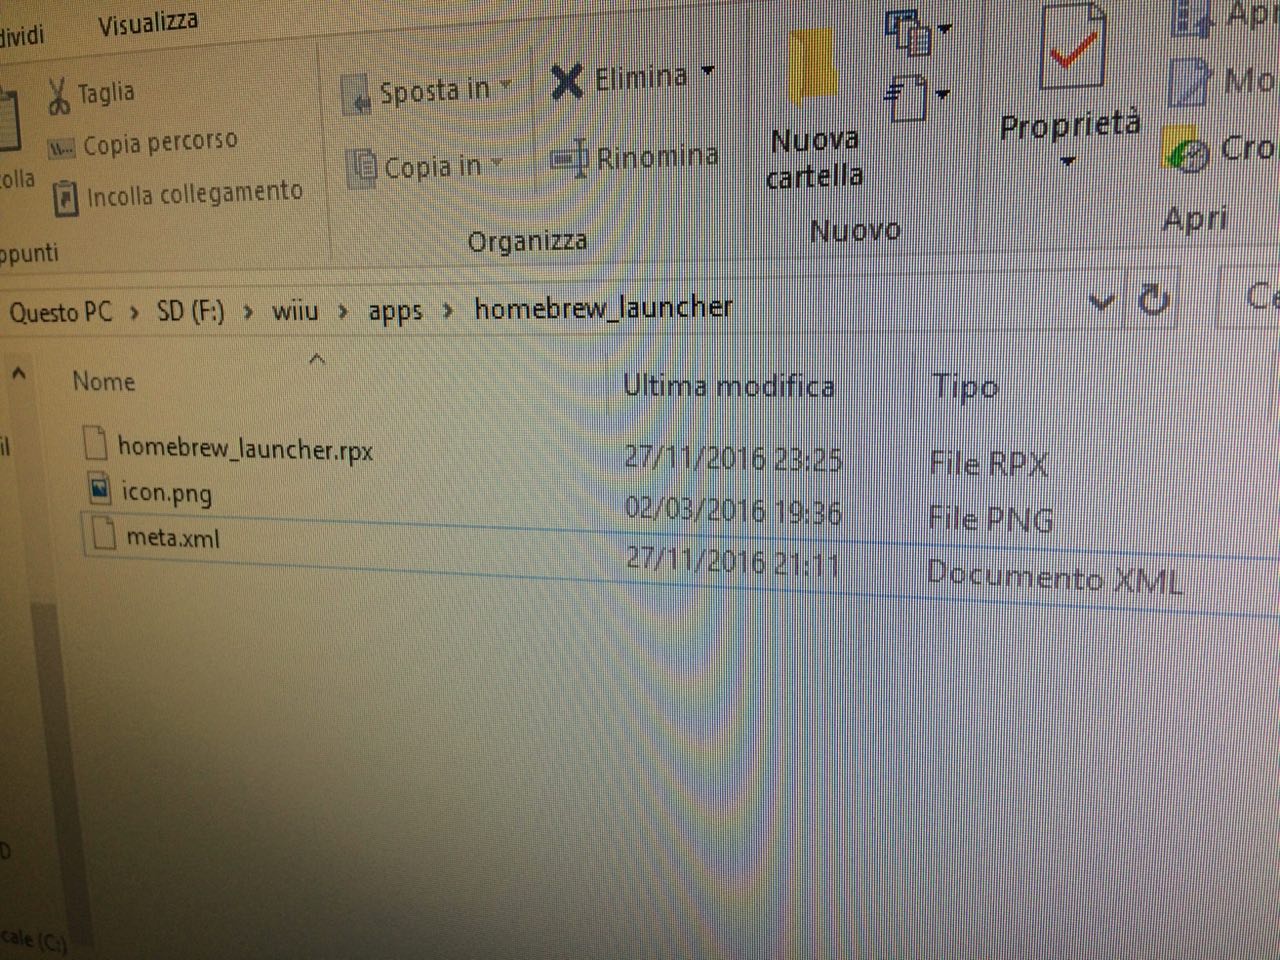 dividi Visualizza
Taglia
Copia percorso
Incolla collegamento
olla
ppunti
Sposta in
Copia in
Elimina
Rinomina
Organizza
Nuova
cartella
Nuovo
Proprietà
Apr
Mo
Cro
Apri
Questo PC > SD (F:) > wiiu > apps > homebrew_launcher
Ce
Nome Ultima modifica Tipo
homebrew_launcher.rpx 27/11/2016 23:25 File RPX
icon.png 02/03/2016 19:36 File PNG
meta.xml 27/11/2016 21:11 Documento XML
il
D
cale (C:)